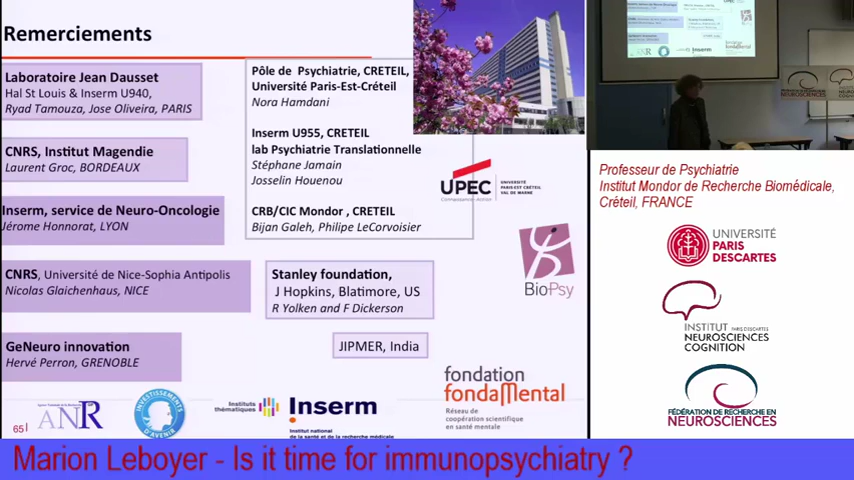 Remerciements
Laboratoire Jean Dausset
Hal St Louis & Inserm U940,
Ryad Tamouza, Jose Oliveira, PARIS
CNRS, Institut Magendie
Laurent Groc, BORDEAUX
Inserm, service de Neuro-Oncologie
Jérome Honnorat, LYON
CNRS, Université de Nice-Sophia Antipolis
Nicolas Glaichenhaus, NICE
GeNeuro innovation
Hervé Perron, GRENOBLE
Pôle de Psychiatrie, CRETEIL,
Université Paris-Est-Créteil
Nora Hamdani
Inserm U955, CRETEIL
lab Psychiatrie Translationnelle
Stéphane Jamain
Josselin Houenou
CRB/CIC Mondor , CRETEIL
Bijan Galeh, Philipe LeCorvoisier
Stanley foundation,
J Hopkins, Blatimore, US
R Yolken and F Dickerson
JIPMER, India
UPEC
UNIVERSITÉ
PARIS-EST CRÉTEIL
VAL DE MARNE
Connaissance Action
BioPsy
65
ANR
INVESTISSEMENTS
D'AVENIR
Instituts
thématiques
Inserm
Institut national
de la santé et de la recherche médicale
fondation
fondaMental
Réseau de
coopération scientifique
en santé mentale
NEUROSCIENCES
Professeur de Psychiatrie
Institut Mondor de Recherche Biomédicale,
Créteil, FRANCE
UNIVERSITÉ
PARIS
DESCARTES
INSTITUT PARIS DESCARTES
NEUROSCIENCES
COGNITION
FÉDÉRATION DE RECHERCHE EN
NEUROSCIENCES
Marion Leboyer - Is it time for immunopsychiatry ?